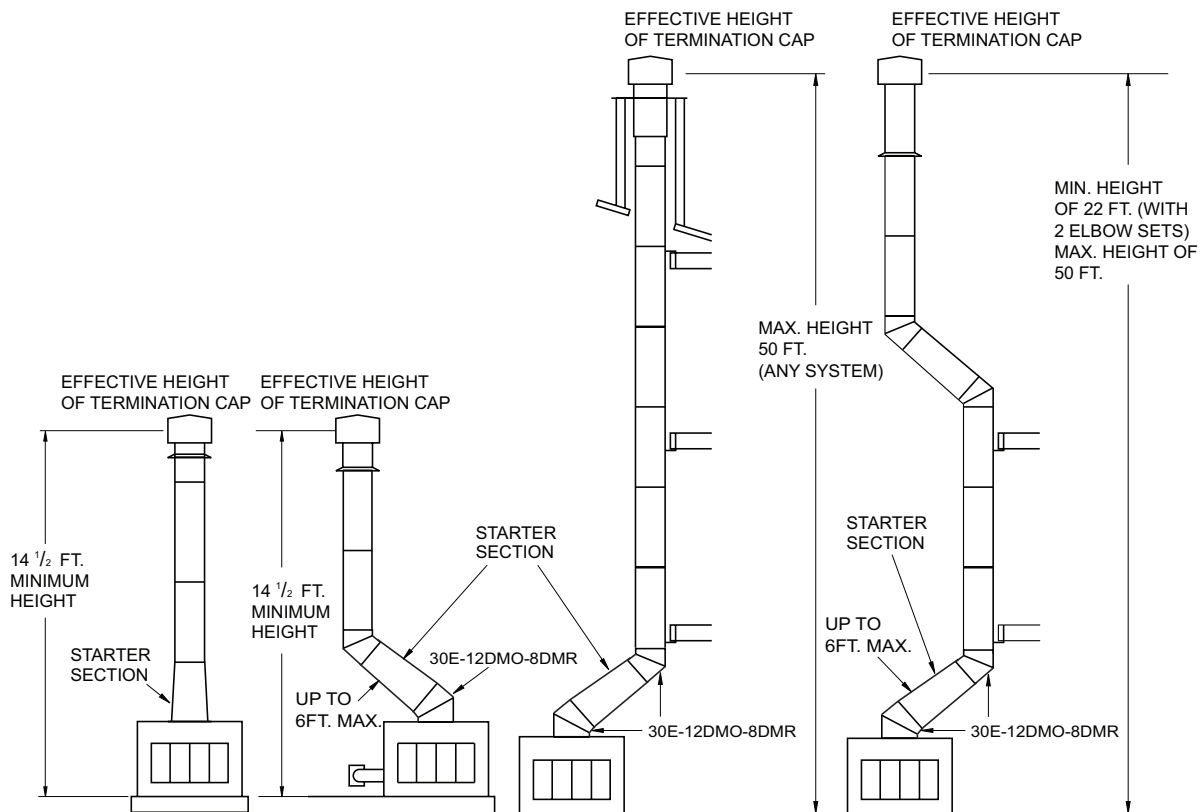 EFFECTIVE HEIGHT
OF TERMINATION CAP
EFFECTIVE HEIGHT
OF TERMINATION CAP
MIN. HEIGHT
OF 22 FT. (WITH
2 ELBOW SETS)
MAX. HEIGHT OF
50 FT.
MAX. HEIGHT
50 FT.
(ANY SYSTEM)
EFFECTIVE HEIGHT
OF TERMINATION CAP
EFFECTIVE HEIGHT
OF TERMINATION CAP
14 1/2 FT.
MINIMUM
HEIGHT
STARTER
SECTION
14 1/2 FT.
MINIMUM
HEIGHT
STARTER
SECTION
30E-12DMO-8DMR
UP TO
6FT. MAX.
30E-12DMO-8DMR
STARTER
SECTION
UP TO
6FT. MAX.
30E-12DMO-8DMR